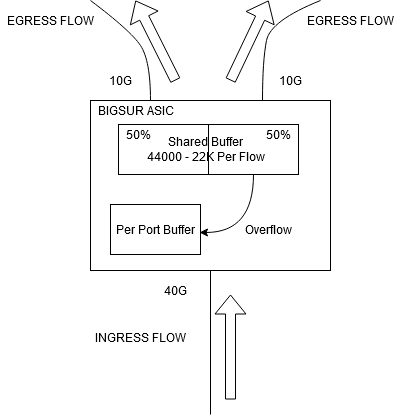 EGRESS FLOW
EGRESS FLOW
10G
10G
BIGSUR ASIC
50%
50%
Shared Buffer
44000 - 22K Per Flow
Per Port Buffer
Overflow
40G
INGRESS FLOW